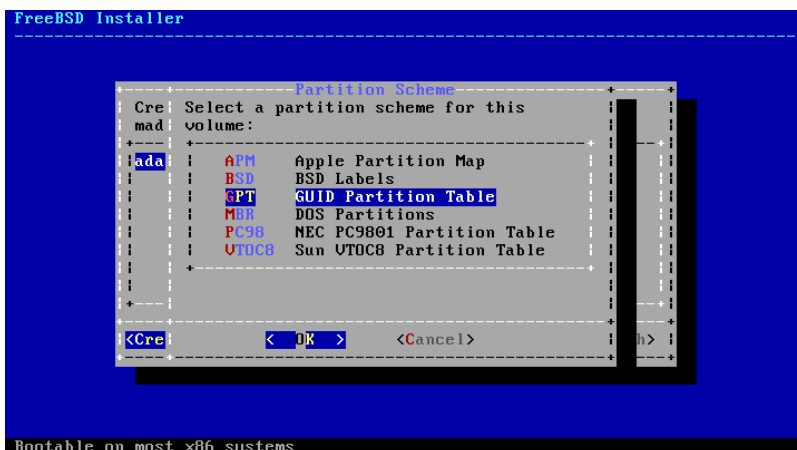 FreeBSD Installer
Partition Scheme
Cre Select a partition scheme for this
mad volume:
ada APM Apple Partition Map
BSD BSD Labels
GPT GUID Partition Table
MBR DOS Partitions
PC98 NEC PC9801 Partition Table
VTOC8 Sun VTOC8 Partition Table
<Cre < OK > <Cancel> h>
Bootable on most x86 systems